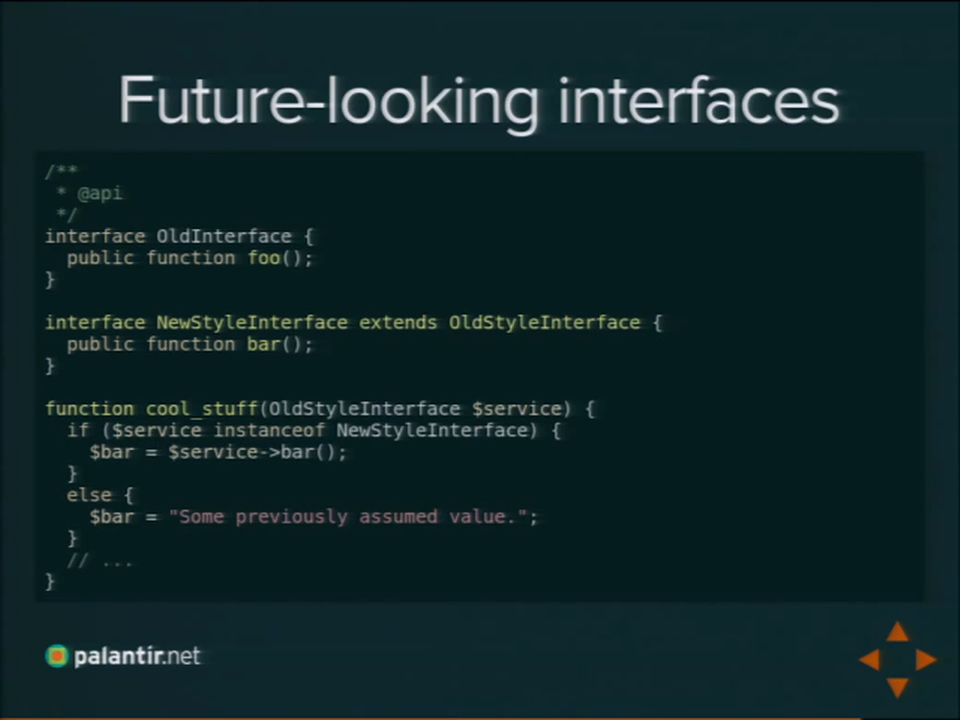 Future-looking interfaces
/**
 * @api
 */
interface OldInterface {
  public function foo();
}
interface NewStyleInterface extends OldStyleInterface {
  public function bar();
}
function cool_stuff(OldStyleInterface $service) {
  if ($service instanceof NewStyleInterface) {
    $bar = $service->bar();
  }
  else {
    $bar = "Some previously assumed value.";
  }
  // ...
}
palantir.net